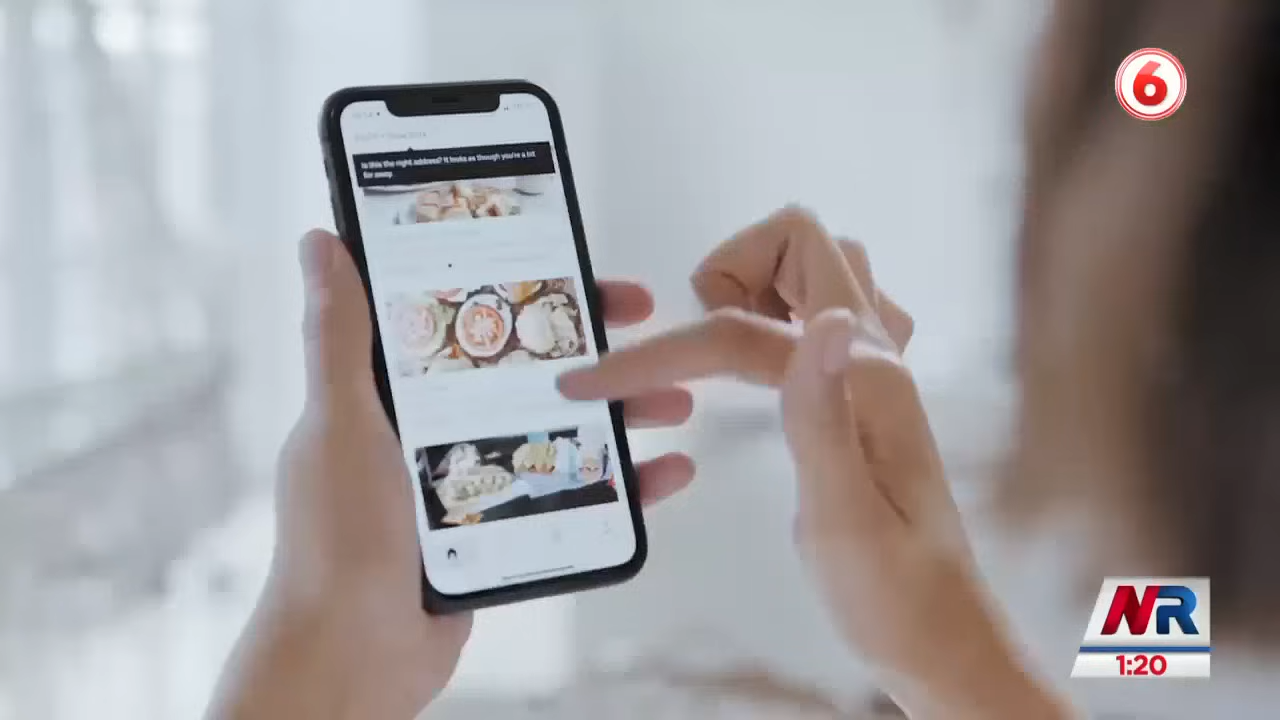 6
Is this the right address? It looks as though you're a bit
far away.
NR
1:20